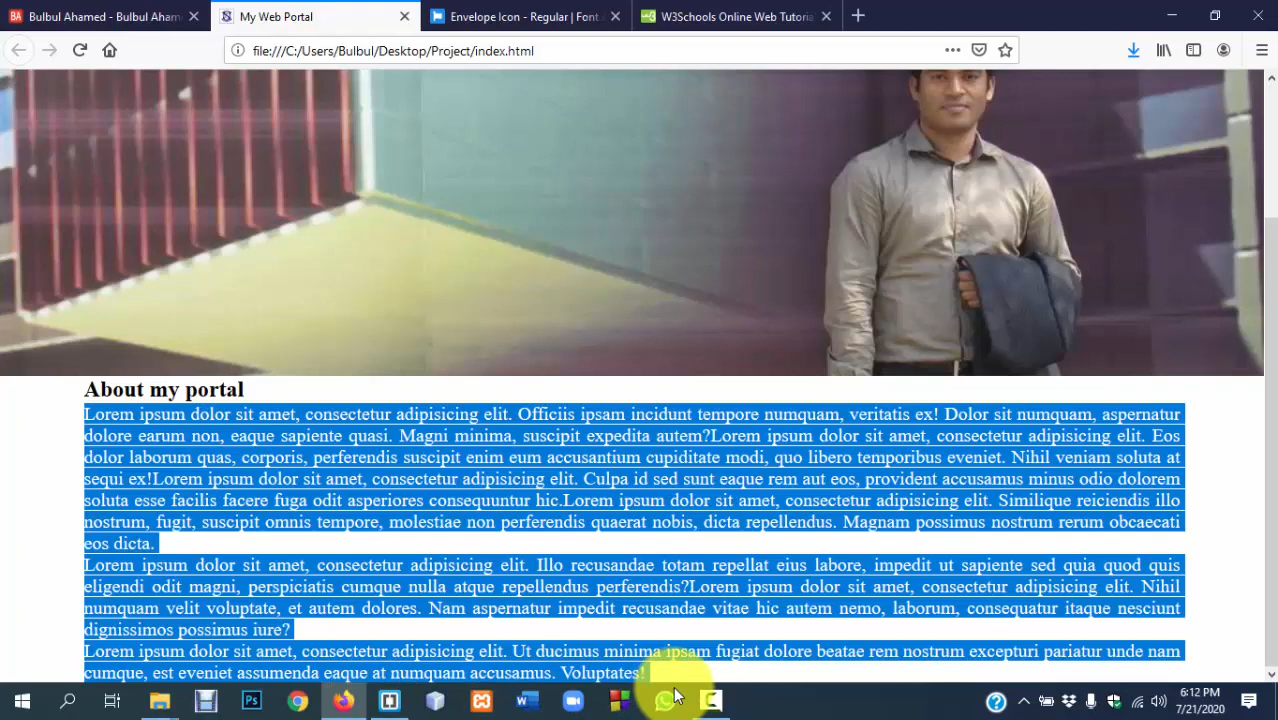 BA Bulbul Ahamed - Bulbul Aham
My Web Portal
Envelope Icon - Regular | Font
W3Schools Online Web Tutoria
file:///C:/Users/Bulbul/Desktop/Project/index.html
About my portal
Lorem ipsum dolor sit amet, consectetur adipisicing elit. Officiis ipsam incidunt tempore numquam, veritatis ex! Dolor sit numquam, aspernatur
dolore earum non, eaque sapiente quasi. Magni minima, suscipit expedita autem?Lorem ipsum dolor sit amet, consectetur adipisicing elit. Eos
dolor laborum quas, corporis, perferendis suscipit enim eum accusantium cupiditate modi, quo libero temporibus eveniet. Nihil veniam soluta at
sequi ex!Lorem ipsum dolor sit amet, consectetur adipisicing elit. Culpa id sed sunt eaque rem aut eos, provident accusamus minus odio dolorem
soluta esse facilis facere fuga odit asperiores consequuntur hic.Lorem ipsum dolor sit amet, consectetur adipisicing elit. Similique reiciendis illo
nostrum, fugit, suscipit omnis tempore, molestiae non perferendis quaerat nobis, dicta repellendus. Magnam possimus nostrum rerum obcaecati
eos dicta.
Lorem ipsum dolor sit amet, consectetur adipisicing elit. Illo recusandae totam repellat eius labore, impedit ut sapiente sed quia quod quis
eligendi odit magni, perspiciatis cumque nulla atque repellendus perferendis?Lorem ipsum dolor sit amet, consectetur adipisicing elit. Nihil
numquam velit voluptate, et autem dolores. Nam aspernatur impedit recusandae vitae hic autem nemo, laborum, consequatur itaque nesciunt
dignissimos possimus iure?
Lorem ipsum dolor sit amet, consectetur adipisicing elit. Ut ducimus minima ipsam fugiat dolore beatae rem nostrum excepturi pariatur unde nam
cumque, est eveniet assumenda eaque at numquam accusamus. Voluptates!
6:12 PM
7/21/2020